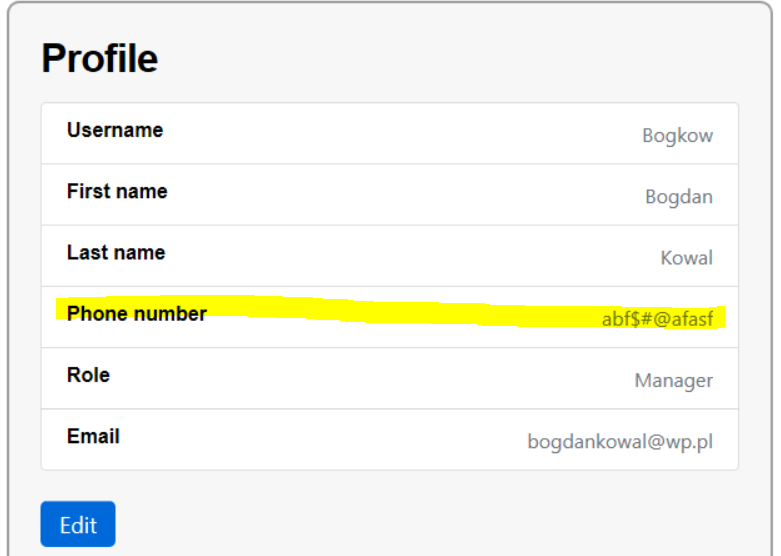 Profile
Username Bogkow
First name Bogdan
Last name Kowal
Phone number abf$#@afasf
Role Manager
Email bogdankowal@wp.pl
Edit